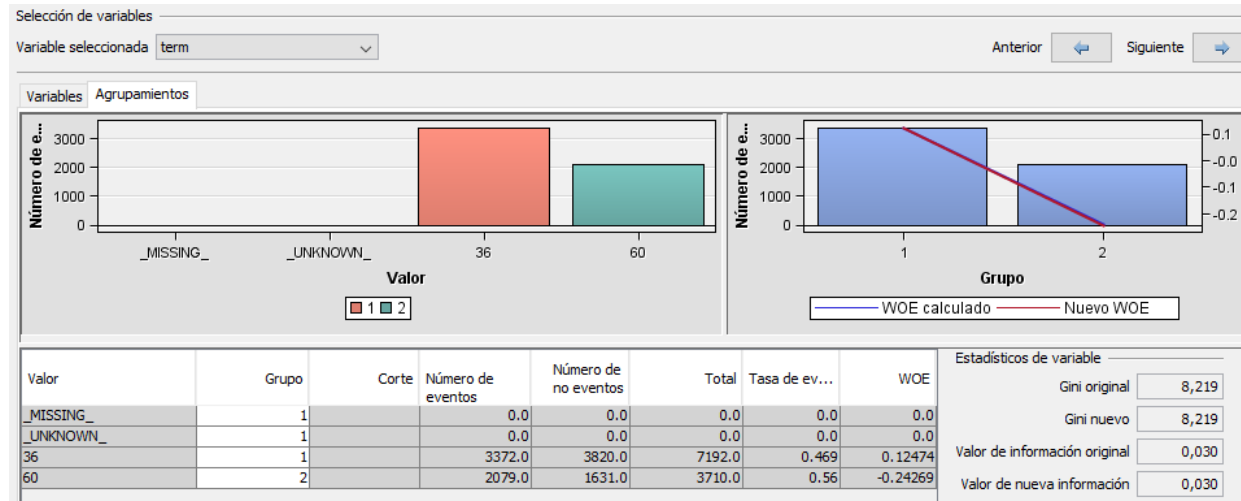 Selección de variables
Variable seleccionada term
Anterior Siguiente
Variables Agrupamientos
Número de e...
3000
2000
1000
0
_MISSING_ _UNKNOWN_ 36 60
Valor
1 2
Número de e...
3000
2000
1000
0
0.1
-0.0
-0.1
-0.2
1 2
Grupo
WOE calculado Nuevo WOE
Valor Grupo Corte Número de eventos Número de no eventos Total Tasa de ev... WOE
_MISSING_ 1 0.0 0.0 0.0 0.0 0.0
_UNKNOWN_ 1 0.0 0.0 0.0 0.0 0.0
36 1 3372.0 3820.0 7192.0 0.469 0.12474
60 2 2079.0 1631.0 3710.0 0.56 -0.24269
Estadísticos de variable
Gini original 8,219
Gini nuevo 8,219
Valor de información original 0,030
Valor de nueva información 0,030